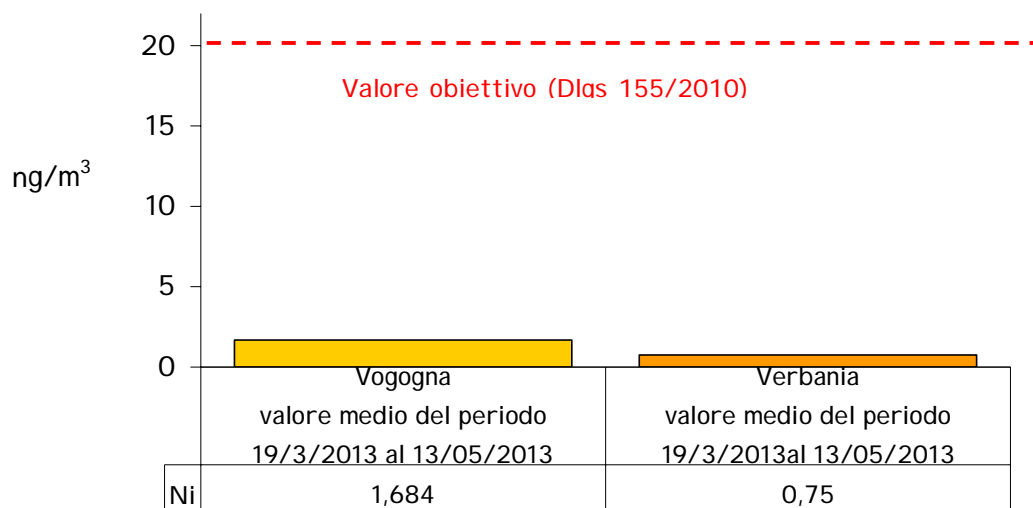 20
Valore obiettivo (Dlgs 155/2010)
15
ng/m³
10
5
0
Vogogna
valore medio del periodo
19/3/2013 al 13/05/2013
Verbania
valore medio del periodo
19/3/2013al 13/05/2013
Ni
1,684
0,75